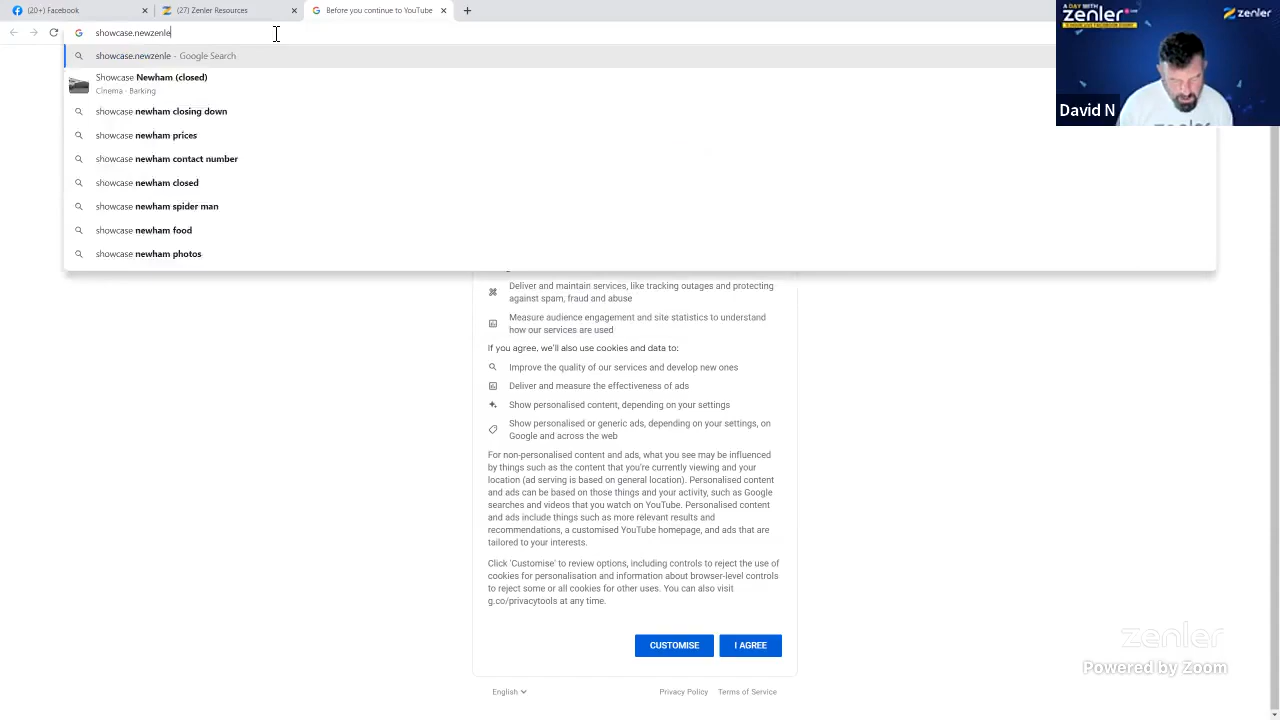 (20+) Facebook
(27) Zenler Resources
Before you continue to YouTube
showcase.newzenle
showcase.newzenle - Google Search
Showcase Newham (closed)
Cinema - Barking
showcase newham closing down
showcase newham prices
showcase newham contact number
showcase newham closed
showcase newham spider man
showcase newham food
showcase newham photos
Deliver and maintain services, like tracking outages and protecting
against spam, fraud and abuse
Measure audience engagement and site statistics to understand
how our services are used
If you agree, we'll also use cookies and data to:
Improve the quality of our services and develop new ones
Deliver and measure the effectiveness of ads
Show personalised content, depending on your settings
Show personalised or generic ads, depending on your settings, on
Google and across the web
For non-personalised content and ads, what you see may be influenced
by things such as the content that you're currently viewing and your
location (ad serving is based on general location). Personalised content
and ads can be based on those things and your activity, such as Google
searches and videos that you watch on YouTube. Personalised content
and ads include things such as more relevant results and
recommendations, a customised YouTube homepage, and ads that are
tailored to your interests.
Click 'Customise' to review options, including controls to reject the use of
cookies for personalisation and information about browser-level controls
to reject some or all cookies for other uses. You can also visit
g.co/privacytools at any time.
CUSTOMISE
I AGREE
English
Privacy Policy
Terms of Service
A DAY WITH
zenler
zenler
zenler
David N
zenler
Powered by Zoom